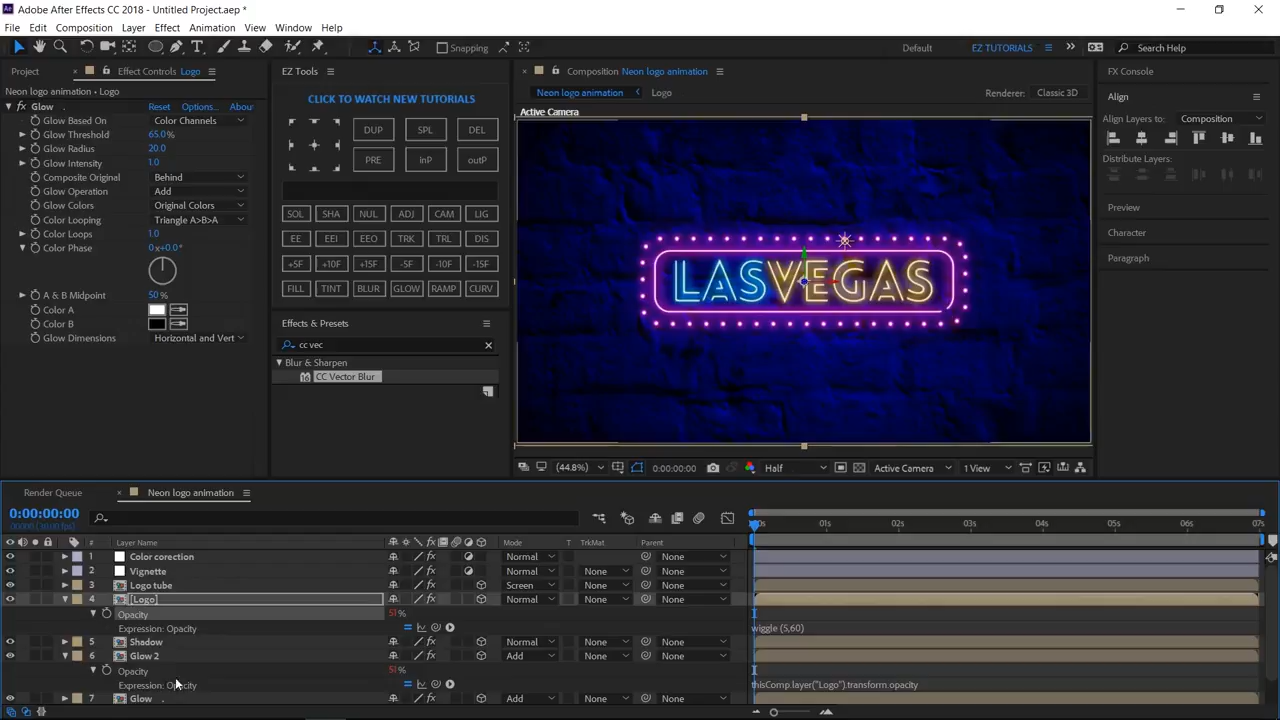 Adobe After Effects CC 2018 - Untitled Project.aep *
File Edit Composition Layer Effect Animation View Window Help
Snapping Default EZ TUTORIALS Search Help
Project Effect Controls Logo
Neon logo animation • Logo
fx Glow Reset Options... Abou
Glow Based On Color Channels
Glow Threshold 65.0%
Glow Radius 20.0
Glow Intensity 1.0
Composite Original Behind
Glow Operation Add
Glow Colors Original Colors
Color Looping Triangle A>B>A
Color Loops 1.0
Color Phase 0 x+0.0°
A & B Midpoint 50 %
Color A
Color B
Glow Dimensions Horizontal and Vert
EZ Tools
CLICK TO WATCH NEW TUTORIALS
DUP SPL DEL
PRE inP outP
SOL SHA NUL ADJ CAM LIG
EE EEI EEO TRK TRL DIS
+5F +10F +15F -5F -10F -15F
FILL TINT BLUR GLOW RAMP CURV
Effects & Presets
cc vec
Blur & Sharpen
CC Vector Blur
Composition Neon logo animation
Neon logo animation Logo Renderer: Classic 3D
Active Camera
LASVEGAS
(44.8%) 0:00:00:00 Half Active Camera 1 View
FX Console
Align
Align Layers to: Composition
Distribute Layers:
Preview
Character
Paragraph
Render Queue Neon logo animation
0:00:00:00
# Layer Name Mode T TrkMat Parent
01s 02s 03s 04s 05s 06s 07s
1 Color corection Normal None
2 Vignette Normal None None
3 Logo tube Screen None None
4 [Logo] Normal None None
Opacity 51%
Expression: Opacity wiggle (5,60)
5 Shadow Normal None None
6 Glow 2 Add None None
Opacity 51%
Expression: Opacity thisComp.layer("Logo").transform.opacity
7 Glow Add None None